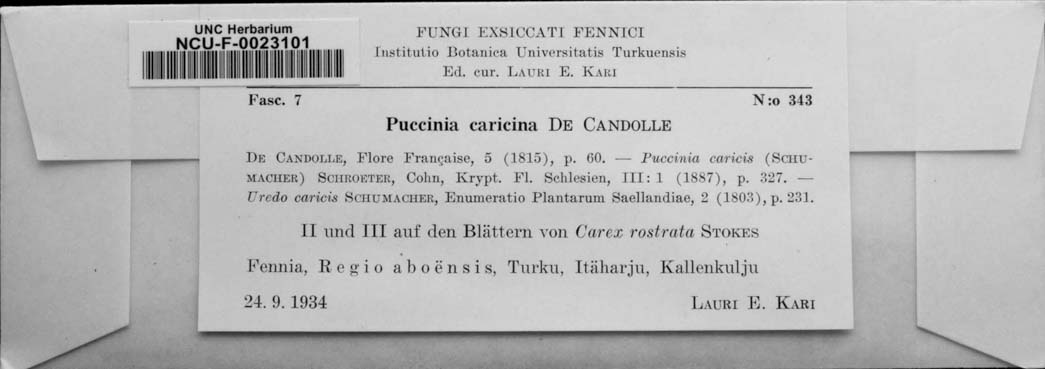 UNC Herbarium
NCU-F-0023101
FUNGI EXSICCATI FENNICI
Institutio Botanica Universitatis Turkuensis
Ed. cur. LAURI E. KARI
Fasc. 7 N:o 343
Puccinia caricina DE CANDOLLE
DE CANDOLLE, Flore Française, 5 (1815), p. 60. — Puccinia caricis (SCHU-
MACHER) SCHROETER, Cohn, Krypt. Fl. Schlesien, III: 1 (1887), p. 327. —
Uredo caricis SCHUMACHER, Enumeratio Plantarum Saellandiae, 2 (1803), p. 231.
II und III auf den Blättern von Carex rostrata STOKES
Fennia, Regio aboënsis, Turku, Itäharju, Kallenkulju
24. 9. 1934 LAURI E. KARI